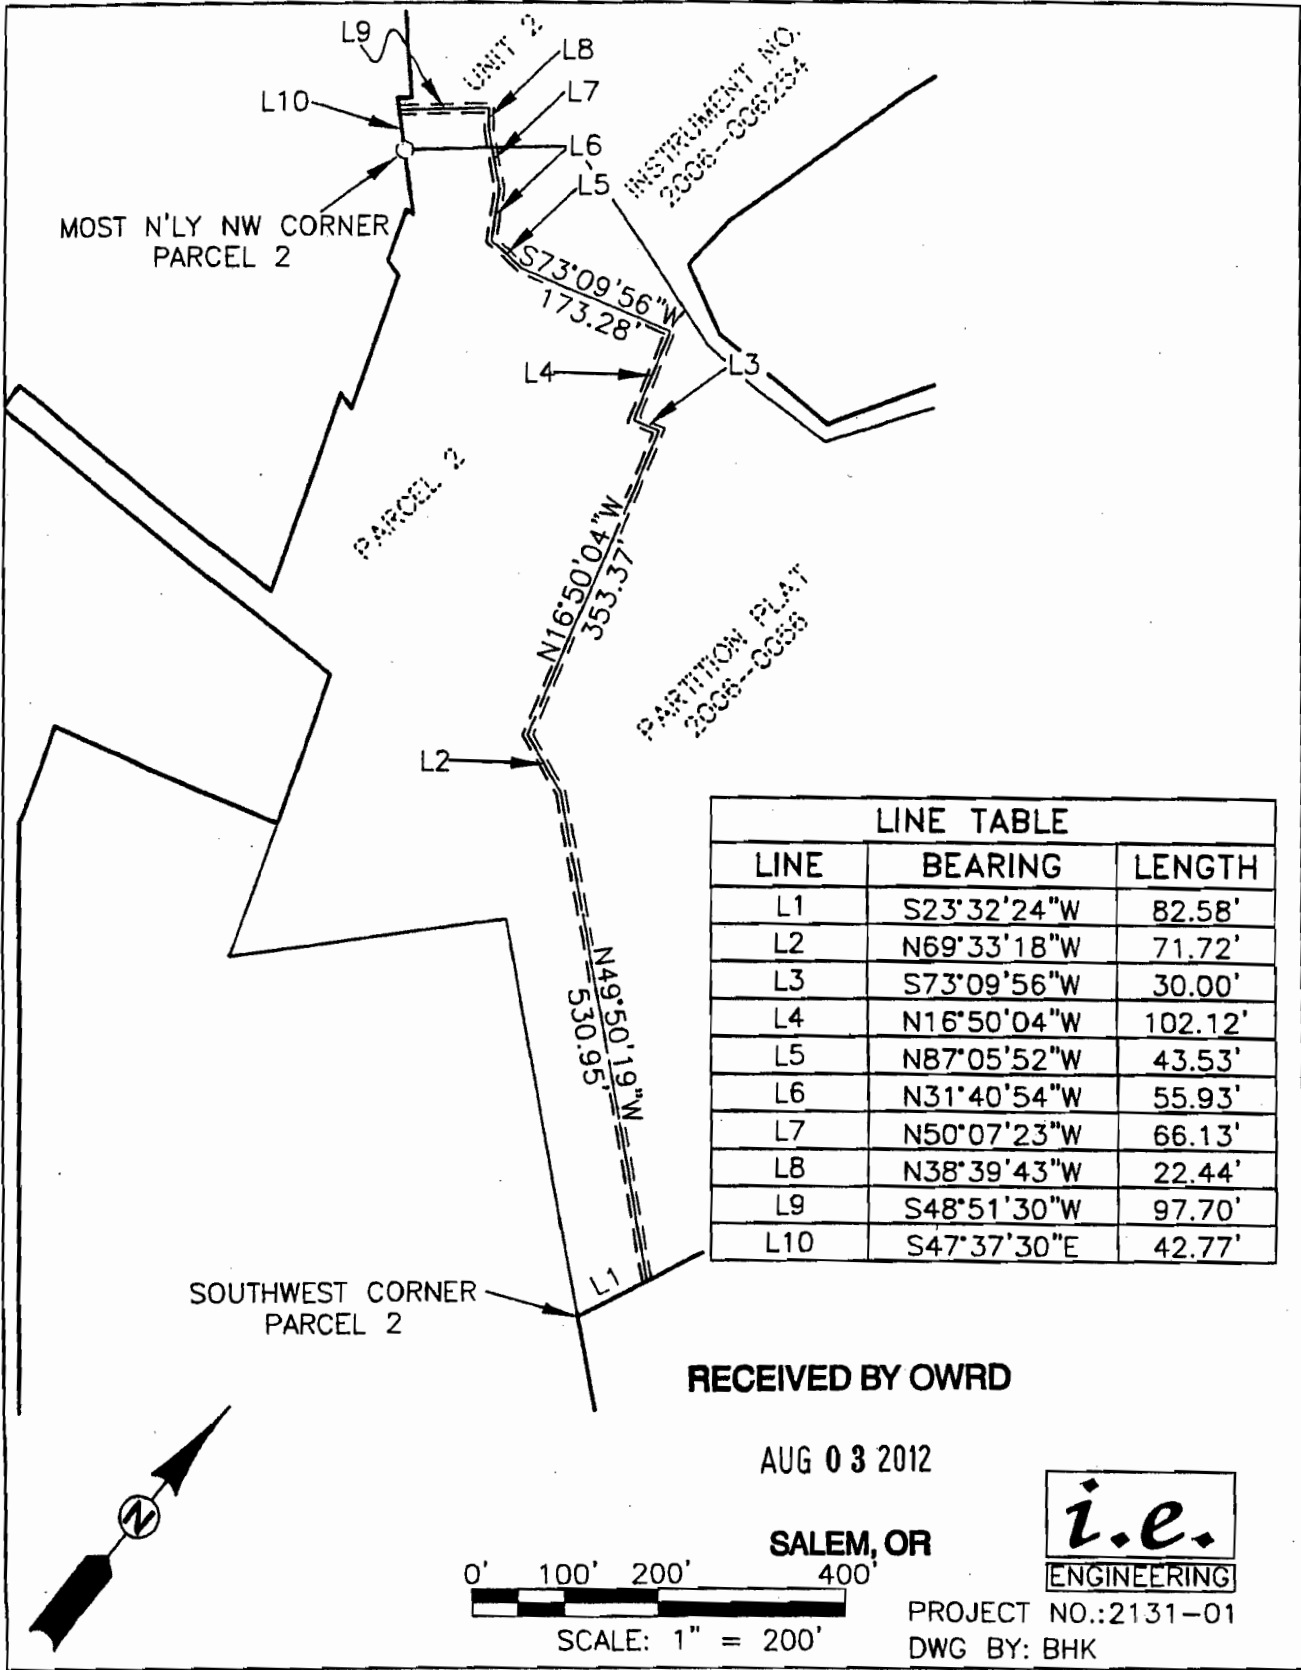 L9
UNIT 2
L8
INSTRUMENT NO.
2006-006254
L10
L7
L6
L5
MOST N'LY NW CORNER
PARCEL 2
S73°09'56"W
173.28'
L4
L3
PARCEL 2
N16°50'04"W
353.37'
PARTITION PLAT
2006-0056
L2
N49°50'19"W
530.95'
LINE TABLE
LINE BEARING LENGTH
L1 S23°32'24"W 82.58'
L2 N69°33'18"W 71.72'
L3 S73°09'56"W 30.00'
L4 N16°50'04"W 102.12'
L5 N87°05'52"W 43.53'
L6 N31°40'54"W 55.93'
L7 N50°07'23"W 66.13'
L8 N38°39'43"W 22.44'
L9 S48°51'30"W 97.70'
L10 S47°37'30"E 42.77'
L1
SOUTHWEST CORNER
PARCEL 2
RECEIVED BY OWRD
AUG 03 2012
SALEM, OR
N
0' 100' 200' 400'
SCALE: 1" = 200'
i.e.
ENGINEERING
PROJECT NO.:2131-01
DWG BY: BHK